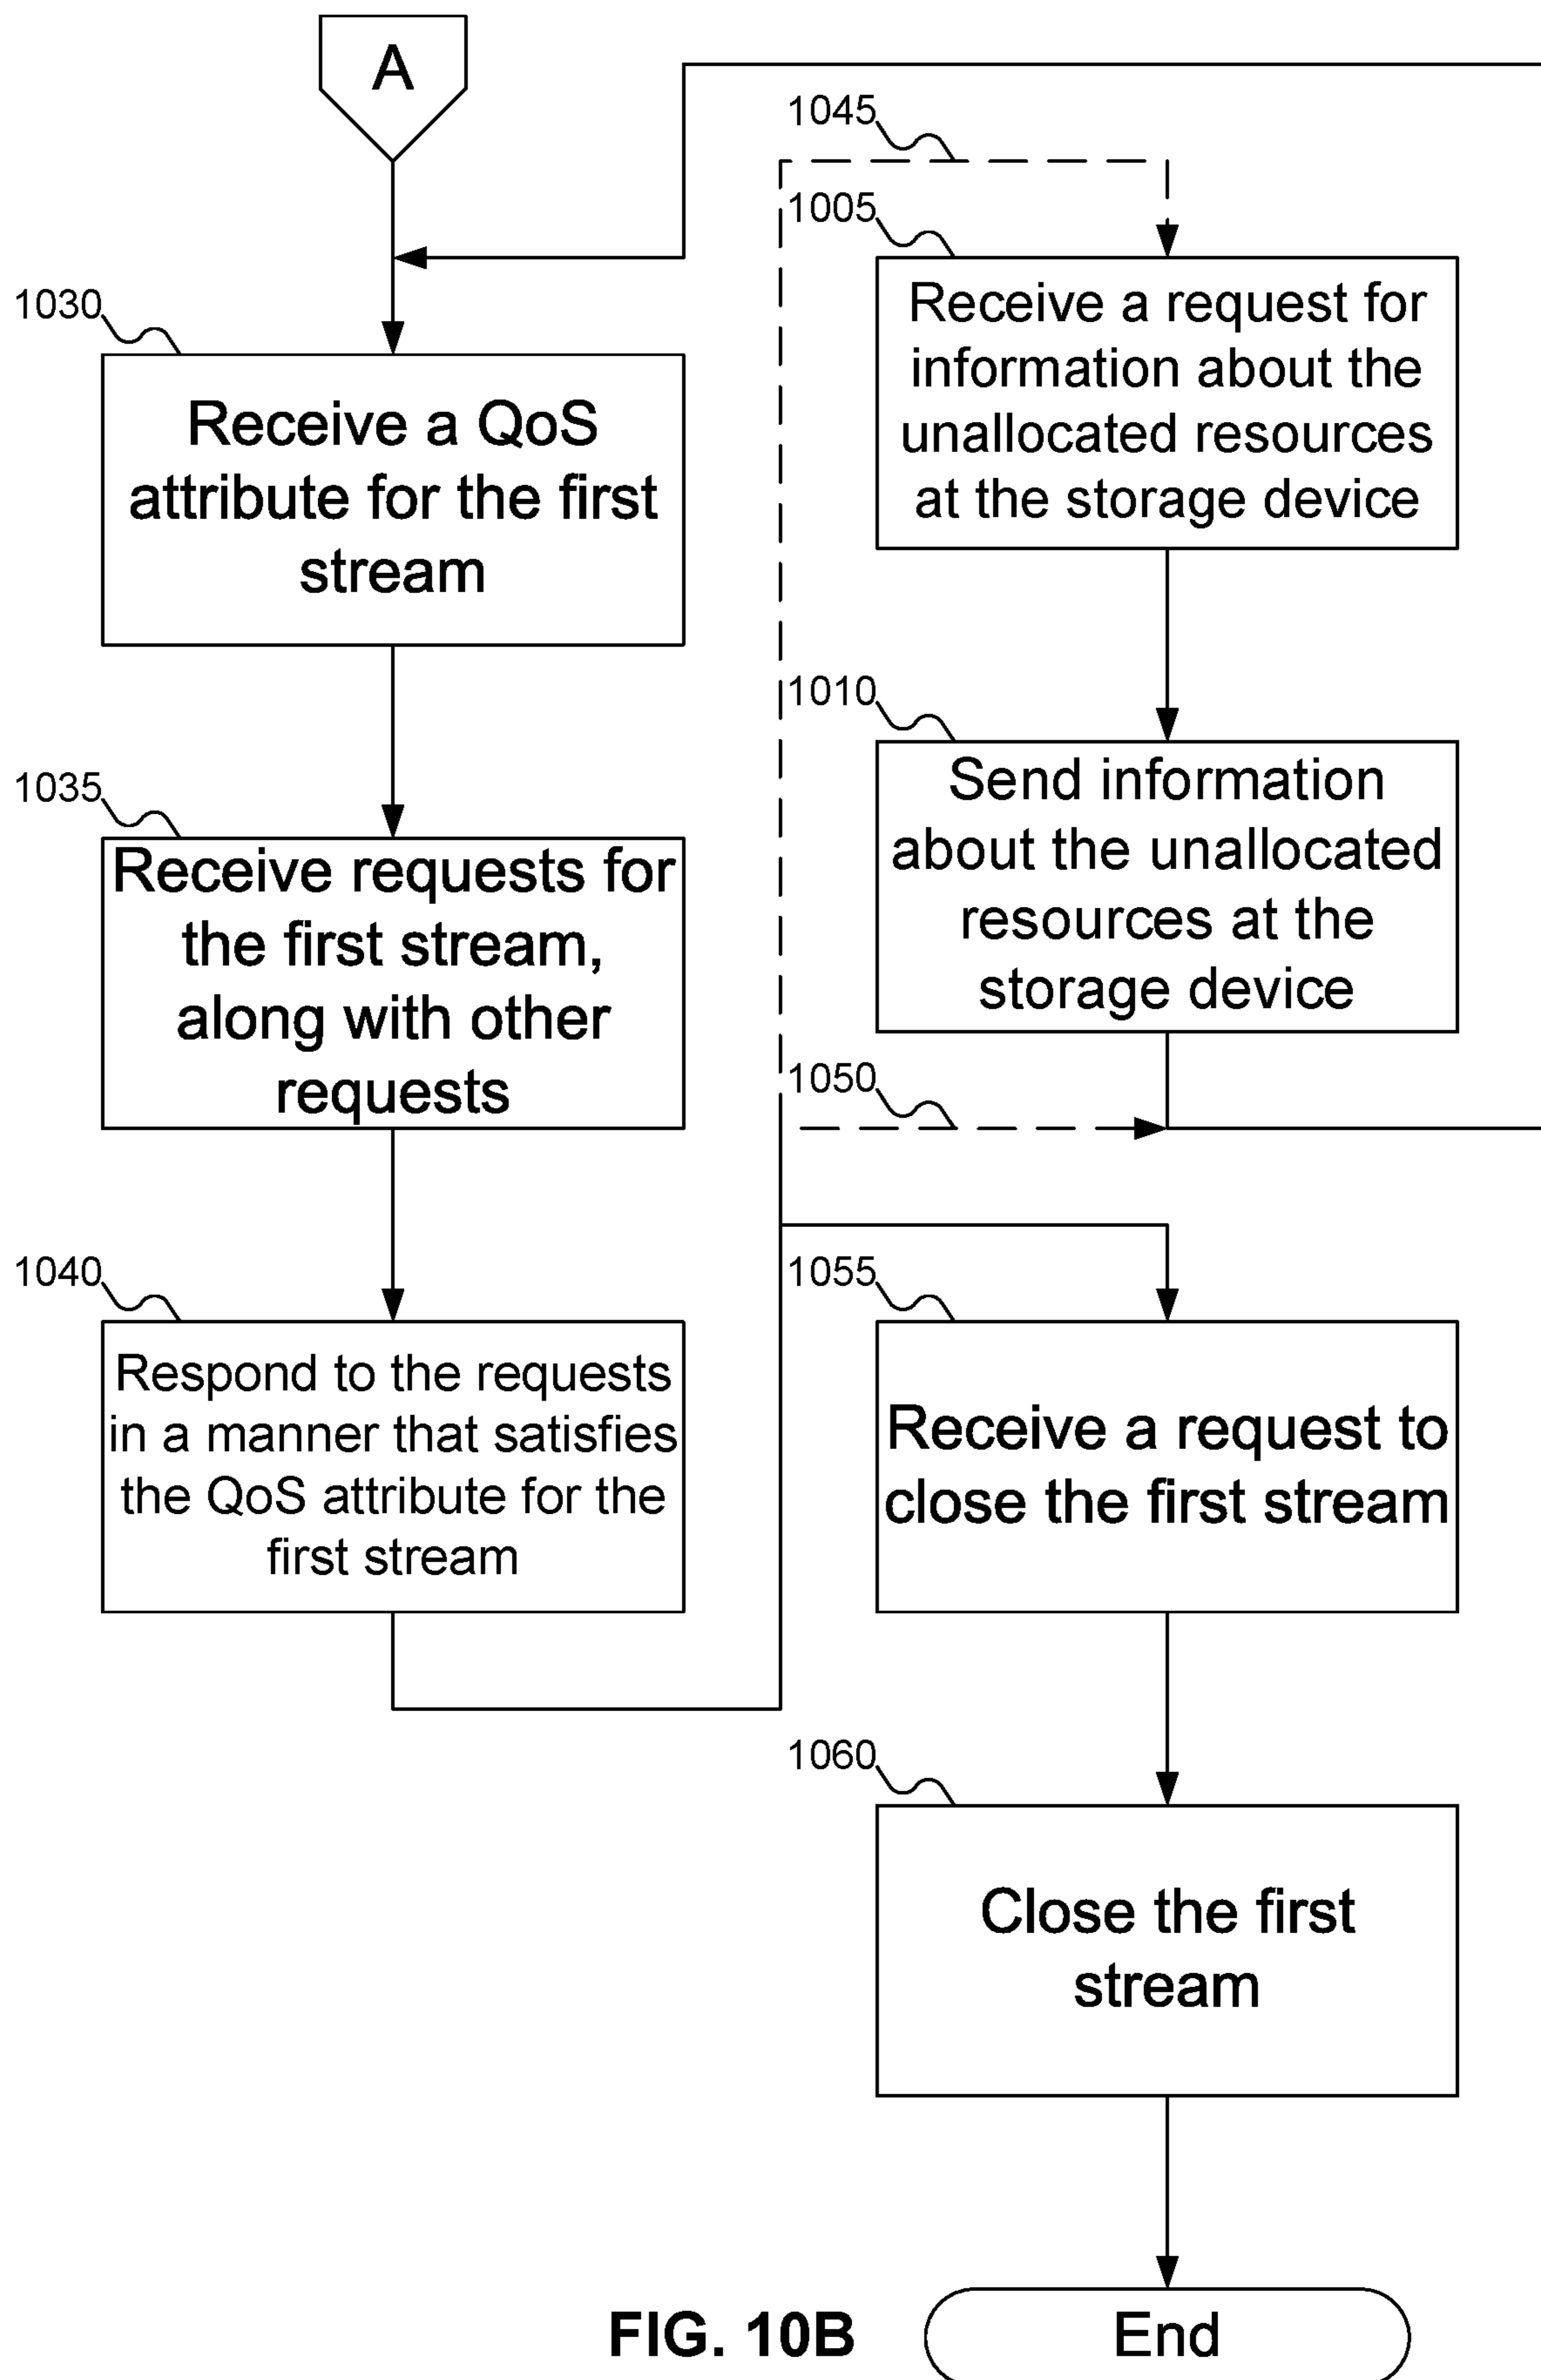 A
1030
Receive a QoS
attribute for the first
stream
1035
Receive requests for
the first stream,
along with other
requests
1040
Respond to the requests
in a manner that satisfies
the QoS attribute for the
first stream
1045
1005
Receive a request for
information about the
unallocated resources
at the storage device
1010
Send information
about the unallocated
resources at the
storage device
1050
1055
Receive a request to
close the first stream
1060
Close the first
stream
End
FIG. 10B